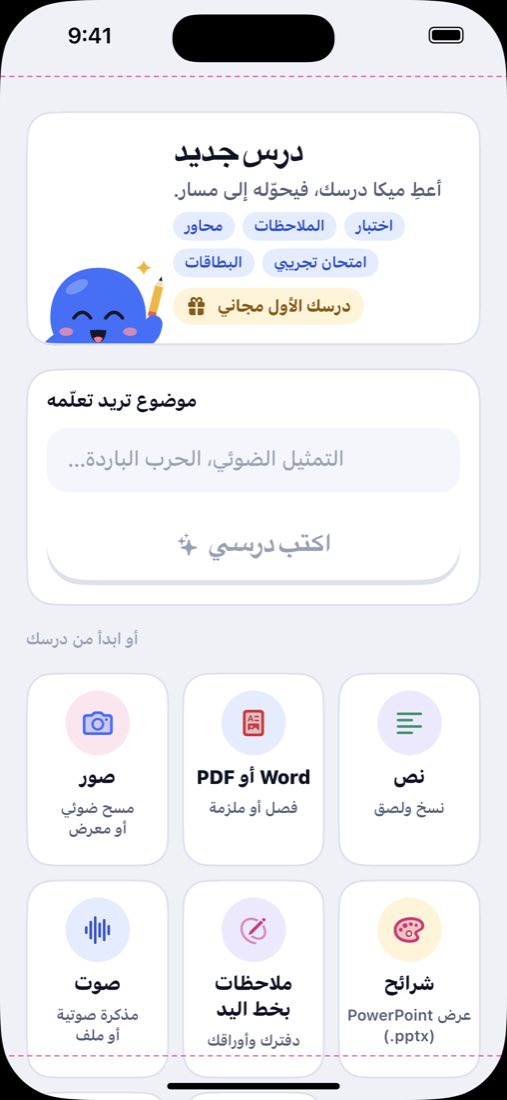 9:41
درس جديد
أعطِ ميكا درسك، فيحوّله إلى مسار.
اختبار الملاحظات محاور
امتحان تجريبي البطاقات
درسك الأول مجاني
موضوع تريد تعلّمه
التمثيل الضوئي، الحرب الباردة...
اكتب درسي
أو ابدأ من درسك
نص
نسخ ولصق
Word أو PDF
فصل أو ملزمة
صور
مسح ضوئي
أو معرض
شرائح
عرض PowerPoint
(.pptx)
ملاحظات
بخط اليد
دفترك وأوراقك
صوت
مذكرة صوتية
أو ملف